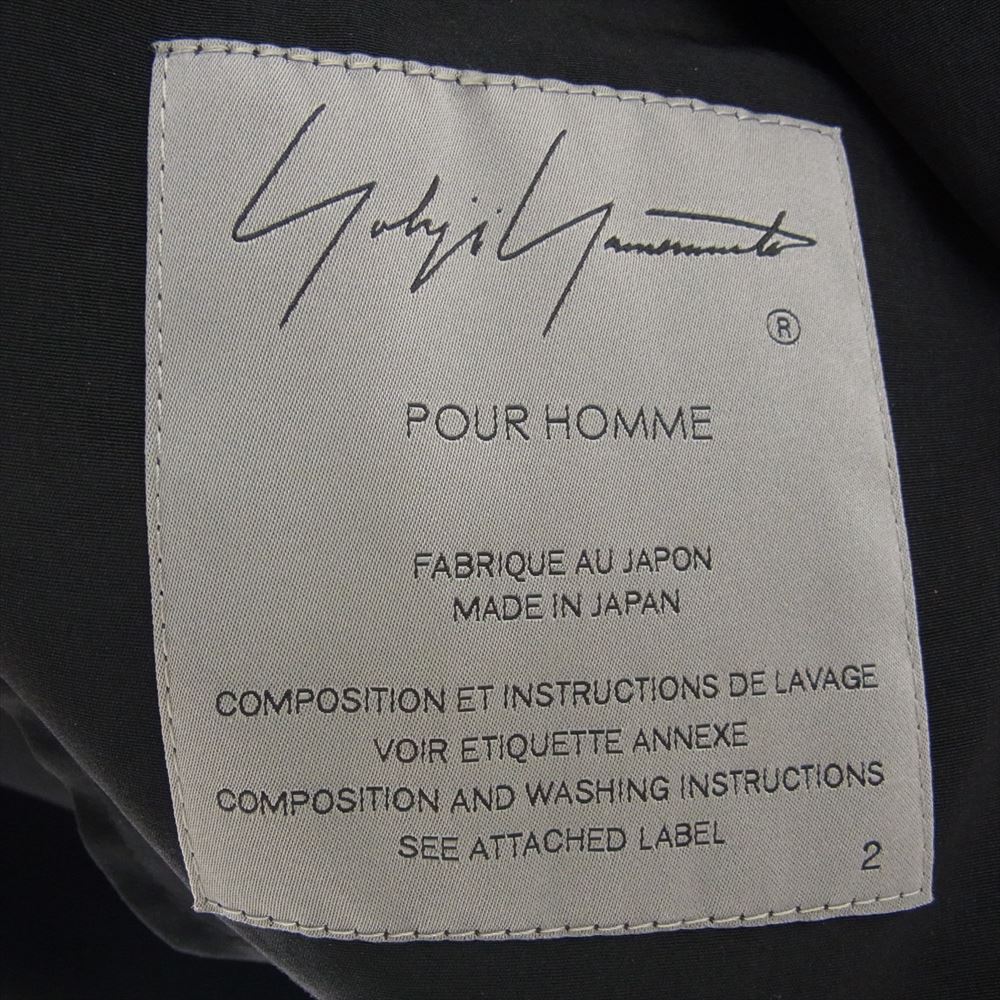 Yohji Yamamoto
®
POUR HOMME
FABRIQUE AU JAPON
MADE IN JAPAN
COMPOSITION ET INSTRUCTIONS DE LAVAGE
VOIR ETIQUETTE ANNEXE
COMPOSITION AND WASHING INSTRUCTIONS
SEE ATTACHED LABEL
2